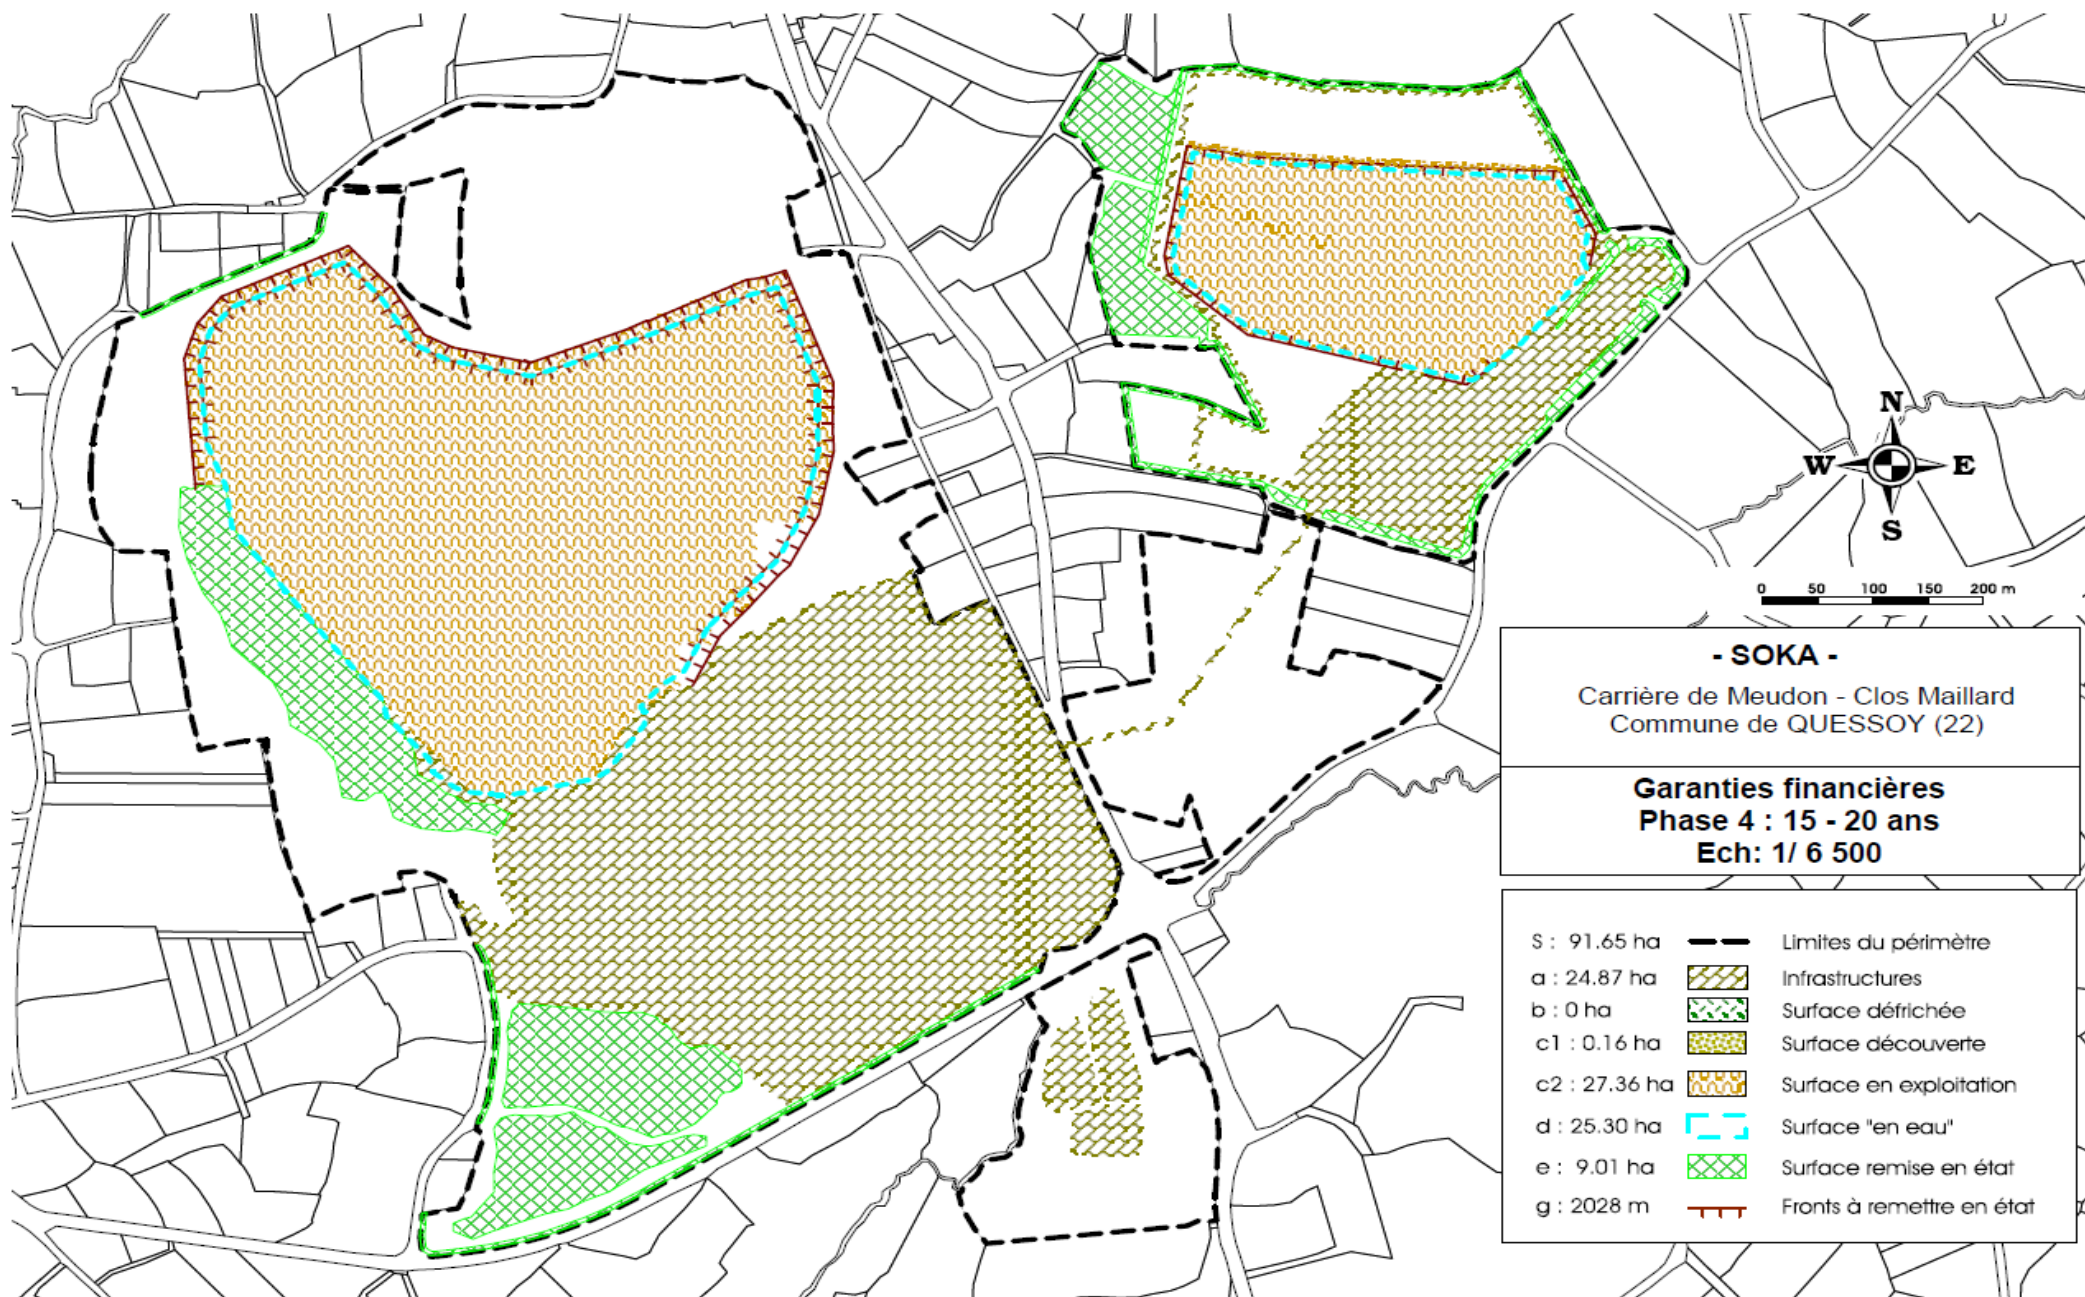 N
W E
S
0 50 100 150 200 m
- SOKA -
Carrière de Meudon - Clos Maillard
Commune de QUESSOY (22)
Garanties financières
Phase 4 : 15 - 20 ans
Ech: 1/ 6 500
S : 91.65 ha Limites du périmètre
a : 24.87 ha Infrastructures
b : 0 ha Surface défrichée
c1 : 0.16 ha Surface découverte
c2 : 27.36 ha Surface en exploitation
d : 25.30 ha Surface "en eau"
e : 9.01 ha Surface remise en état
g : 2028 m Fronts à remettre en état